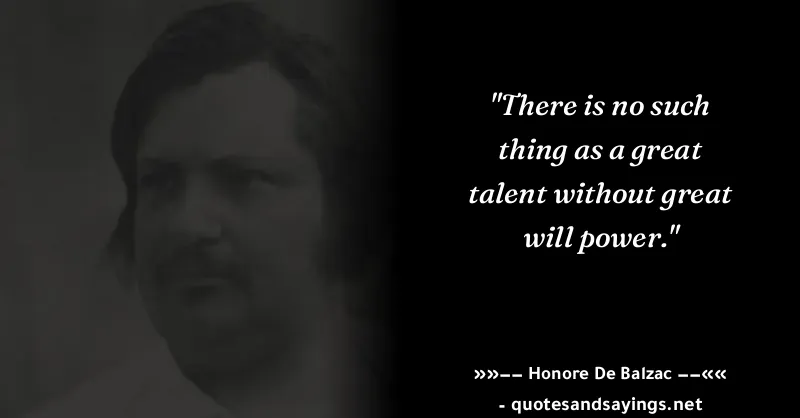 "There is no such
thing as a great
talent without great
will power."
»»−− Honore De Balzac −−««
- quotesandsayings.net